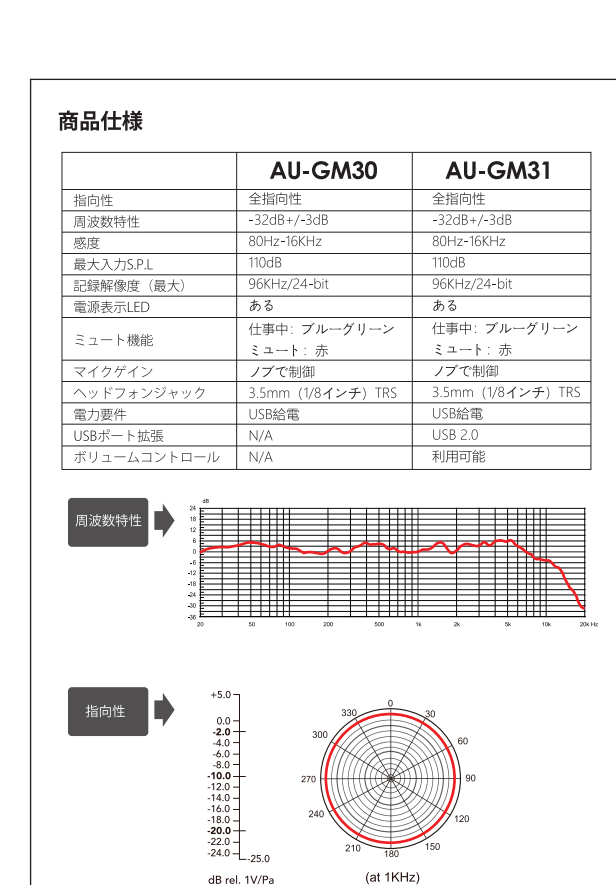 商品仕様
AU-GM30 AU-GM31
指向性 全指向性 全指向性
周波数特性 -32dB+/-3dB -32dB+/-3dB
感度 80Hz-16KHz 80Hz-16KHz
最大入力S.P.L 110dB 110dB
記録解像度（最大） 96KHz/24-bit 96KHz/24-bit
電源表示LED ある ある
ミュート機能 仕事中: ブルーグリーン 仕事中: ブルーグリーン
ミュート: 赤 ミュート: 赤
マイクゲイン ノブで制御 ノブで制御
ヘッドフォンジャック 3.5mm（1/8インチ）TRS 3.5mm（1/8インチ）TRS
電力要件 USB給電 USB給電
USBポート拡張 N/A USB 2.0
ボリュームコントロール N/A 利用可能
周波数特性
dB
24
18
12
6
0
-6
-12
-18
-24
-30
-36
20 50 100 200 500 1k 2k 5k 10k 20k Hz
指向性
+5.0
0.0
-2.0
-4.0
-6.0
-8.0
-10.0
-12.0
-14.0
-16.0
-18.0
-20.0
-22.0
-24.0
-25.0
dB rel. 1V/Pa
0
30
60
90
120
150
180
210
240
270
300
330
(at 1KHz)